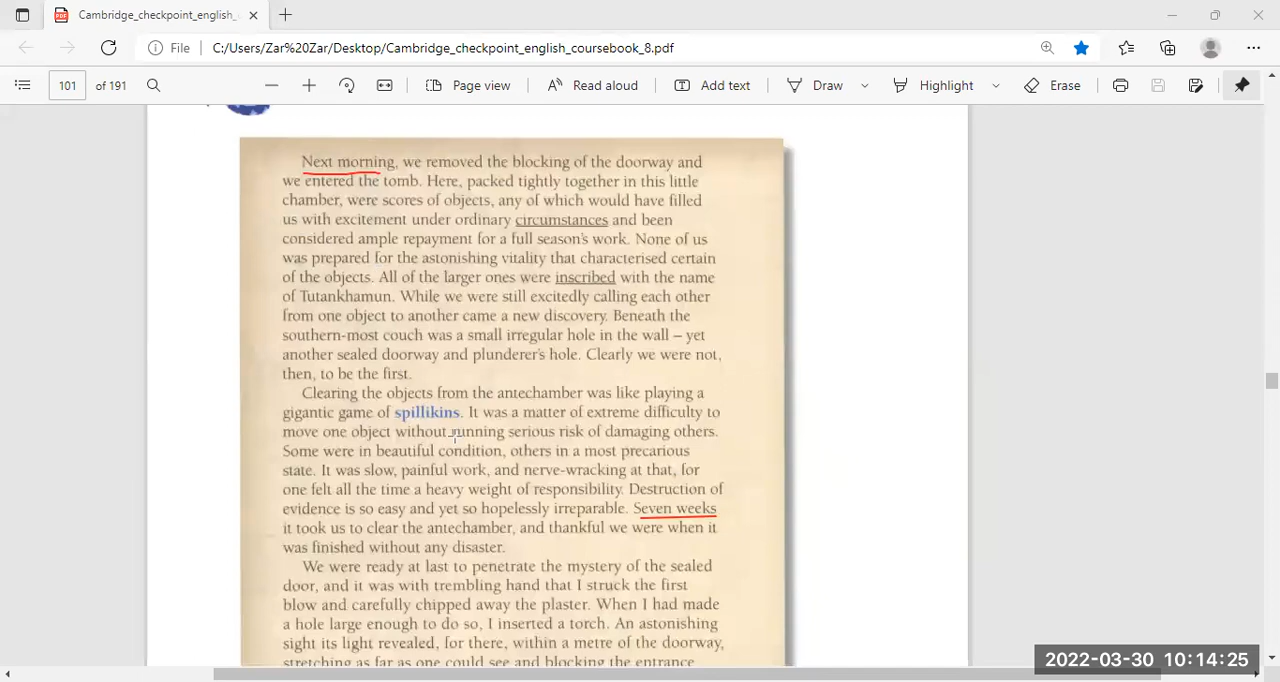 Cambridge_checkpoint_english_
File
C:/Users/Zar%20Zar/Desktop/Cambridge_checkpoint_english_coursebook_8.pdf
101 of 191
Page view
Read aloud
Add text
Draw
Highlight
Erase
Next morning, we removed the blocking of the doorway and
we entered the tomb. Here, packed tightly together in this little
chamber, were scores of objects, any of which would have filled
us with excitement under ordinary circumstances and been
considered ample repayment for a full season's work. None of us
was prepared for the astonishing vitality that characterised certain
of the objects. All of the larger ones were inscribed with the name
of Tutankhamun. While we were still excitedly calling each other
from one object to another came a new discovery. Beneath the
southern-most couch was a small irregular hole in the wall – yet
another sealed doorway and plunderer's hole. Clearly we were not,
then, to be the first.
Clearing the objects from the antechamber was like playing a
gigantic game of spillikins. It was a matter of extreme difficulty to
move one object without running serious risk of damaging others.
Some were in beautiful condition, others in a most precarious
state. It was slow, painful work, and nerve-wracking at that, for
one felt all the time a heavy weight of responsibility. Destruction of
evidence is so easy and yet so hopelessly irreparable. Seven weeks
it took us to clear the antechamber, and thankful we were when it
was finished without any disaster.
We were ready at last to penetrate the mystery of the sealed
door, and it was with trembling hand that I struck the first
blow and carefully chipped away the plaster. When I had made
a hole large enough to do so, I inserted a torch. An astonishing
sight its light revealed, for there, within a metre of the doorway,
stretching as far as one could see and blocking the entrance
2022-03-30 10:14:25